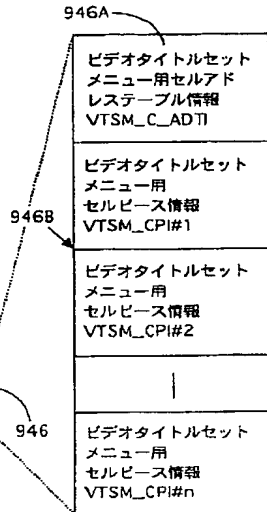 946A
ビデオタイトルセット
メニュー用セルアド
レステーブル情報
VTSM_C_ADTI
ビデオタイトルセット
メニュー用
セルピース情報
VTSM_CPI#1
946B
ビデオタイトルセット
メニュー用
セルピース情報
VTSM_CPI#2
946
ビデオタイトルセット
メニュー用
セルピース情報
VTSM_CPI#n